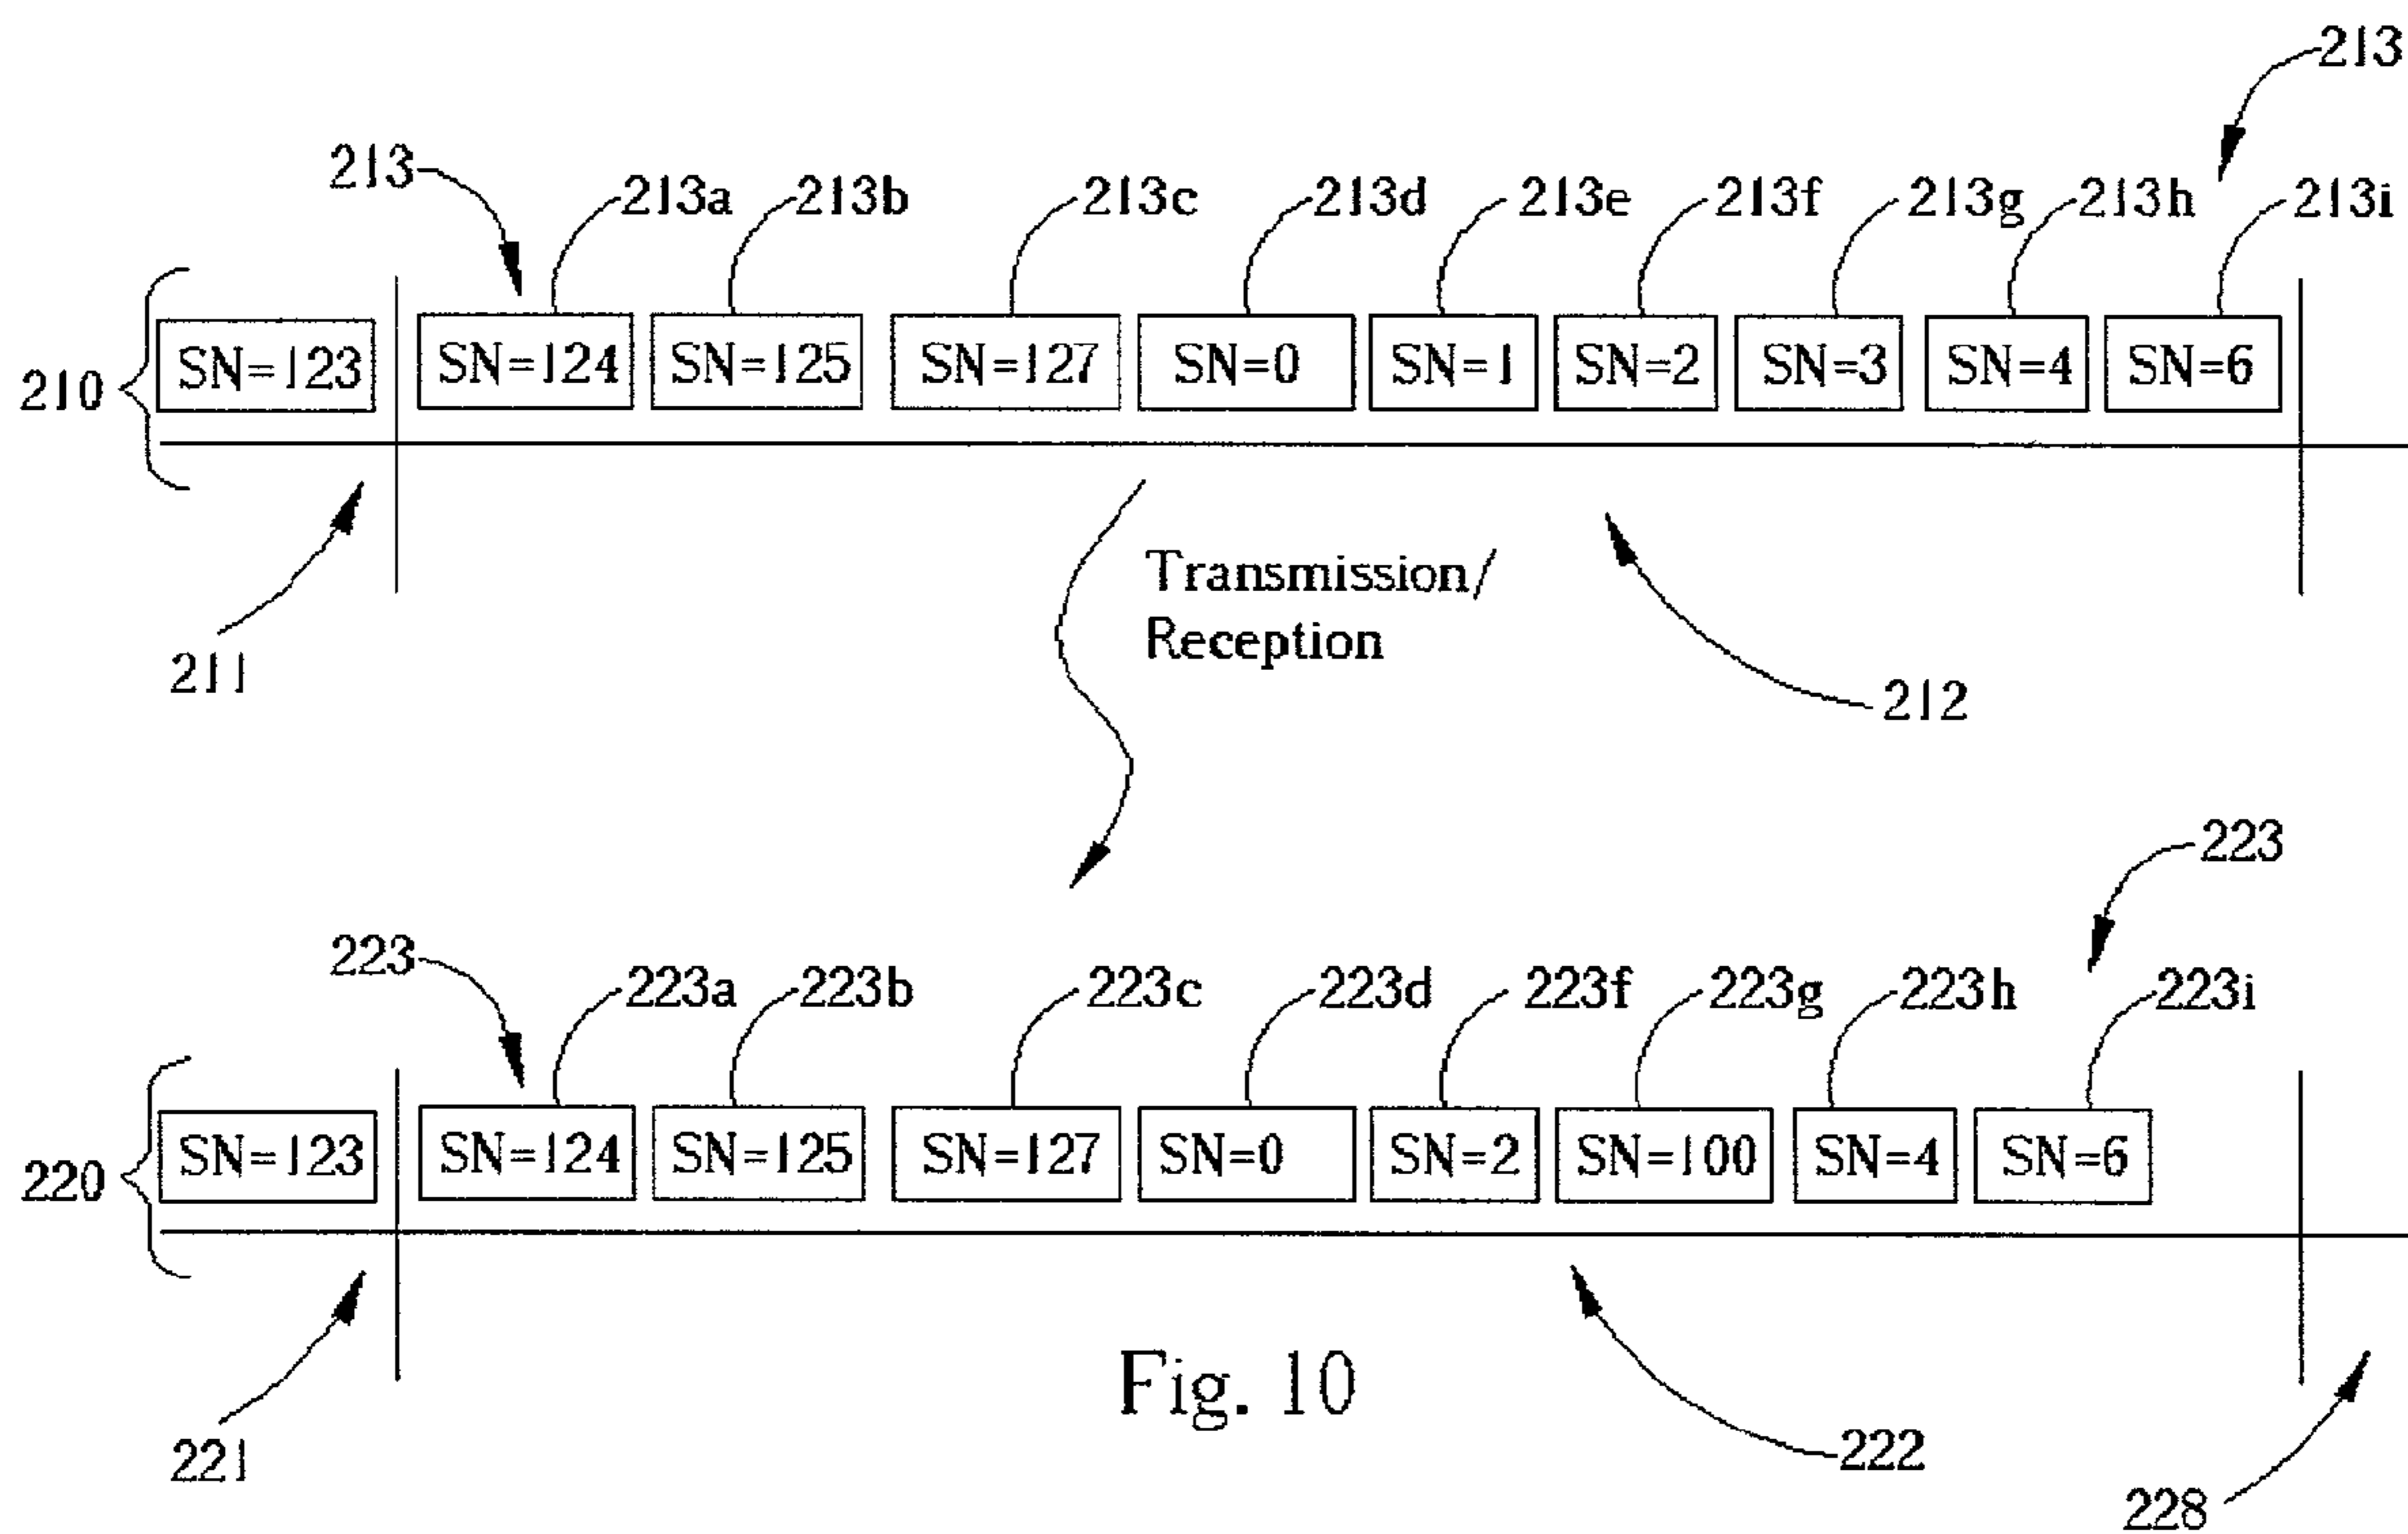 213
213
213a 213b 213c 213d 213e 213f 213g 213h 213i
210 SN=123 SN=124 SN=125 SN=127 SN=0 SN=1 SN=2 SN=3 SN=4 SN=6
Transmission/
Reception
211
212
223
223
223a 223b 223c 223d 223f 223g 223h 223i
220 SN=123 SN=124 SN=125 SN=127 SN=0 SN=2 SN=100 SN=4 SN=6
Fig. 10
221
222
228